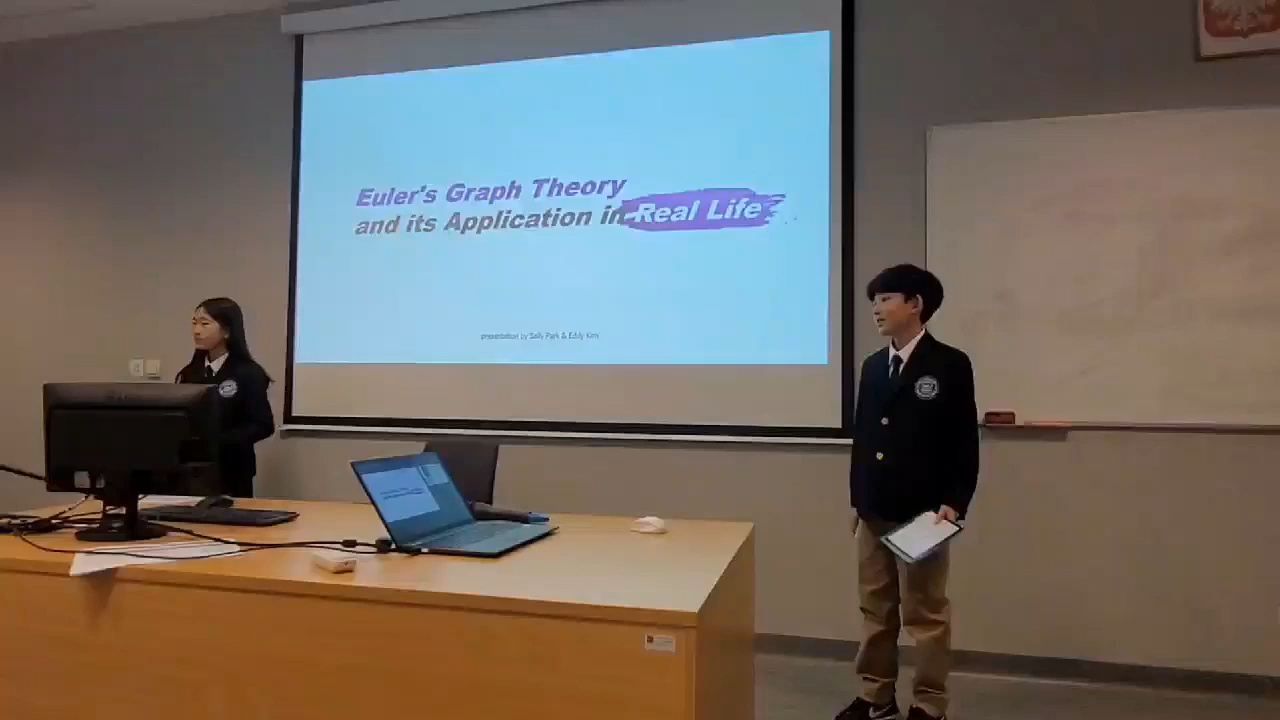 Euler's Graph Theory
and its Application in Real Life
presentation by Sally Park & Eddy Kim